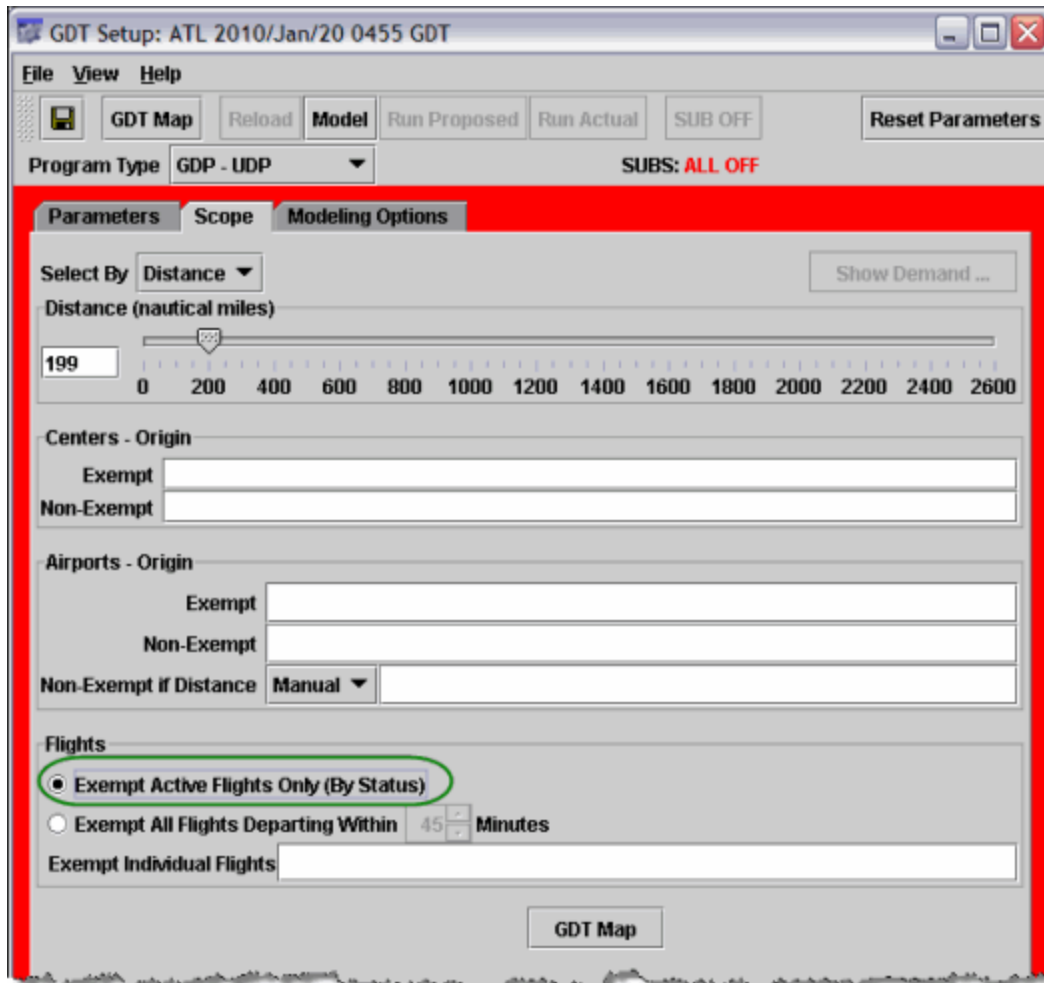 GDT Setup: ATL 2010/Jan/20 0455 GDT
File View Help
GDT Map Reload Model Run Proposed Run Actual SUB OFF Reset Parameters
Program Type GDP - UDP SUBS: ALL OFF
Parameters Scope Modeling Options
Select By Distance Show Demand ...
Distance (nautical miles)
199
0 200 400 600 800 1000 1200 1400 1600 1800 2000 2200 2400 2600
Centers - Origin
Exempt
Non-Exempt
Airports - Origin
Exempt
Non-Exempt
Non-Exempt if Distance Manual
Flights
Exempt Active Flights Only (By Status)
Exempt All Flights Departing Within 45 Minutes
Exempt Individual Flights
GDT Map